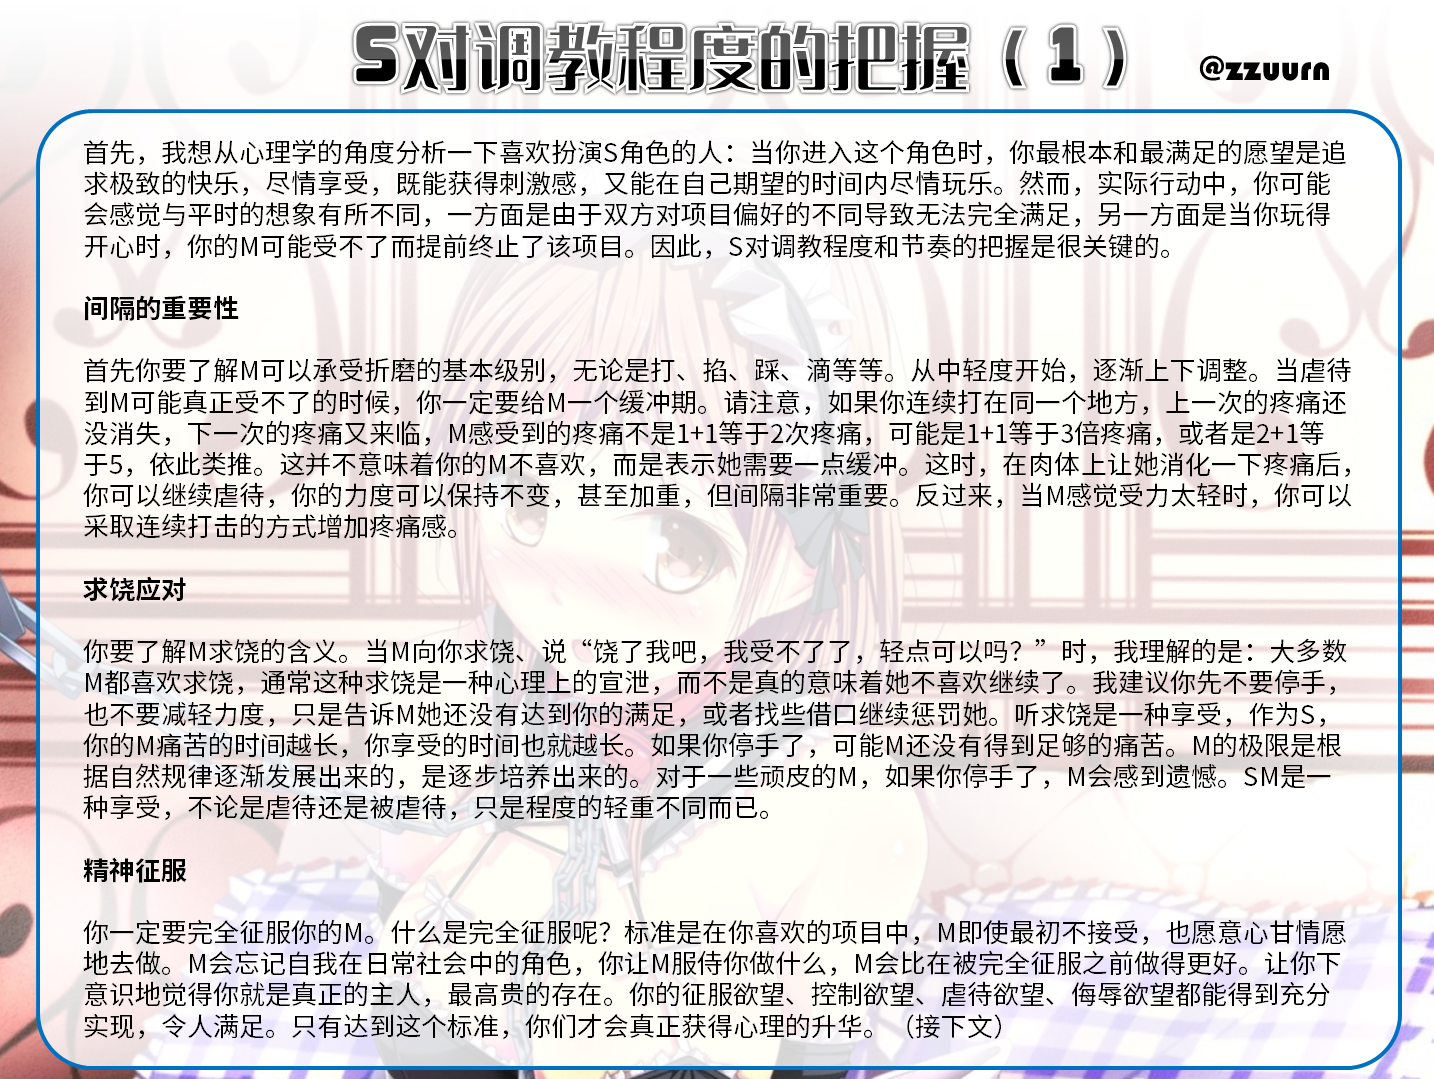 S对调教程度的把握（1）
@zzuurn
首先，我想从心理学的角度分析一下喜欢扮演S角色的人：当你进入这个角色时，你最根本和最满足的愿望是追
求极致的快乐，尽情享受，既能获得刺激感，又能在自己期望的时间内尽情玩乐。然而，实际行动中，你可能
会感觉与平时的想象有所不同，一方面是由于双方对项目偏好的不同导致无法完全满足，另一方面是当你玩得
开心时，你的M可能受不了而提前终止了该项目。因此，S对调教程度和节奏的把握是很关键的。
间隔的重要性
首先你要了解M可以承受折磨的基本级别，无论是打、掐、踩、滴等等。从中轻度开始，逐渐上下调整。当虐待
到M可能真正受不了的时候，你一定要给M一个缓冲期。请注意，如果你连续打在同一个地方，上一次的疼痛还
没消失，下一次的疼痛又来临，M感受到的疼痛不是1+1等于2次疼痛，可能是1+1等于3倍疼痛，或者是2+1等
于5，依此类推。这并不意味着你的M不喜欢，而是表示她需要一点缓冲。这时，在肉体上让她消化一下疼痛后，
你可以继续虐待，你的力度可以保持不变，甚至加重，但间隔非常重要。反过来，当M感觉受力太轻时，你可以
采取连续打击的方式增加疼痛感。
求饶应对
你要了解M求饶的含义。当M向你求饶、说“饶了我吧，我受不了了，轻点可以吗？”时，我理解的是：大多数
M都喜欢求饶，通常这种求饶是一种心理上的宣泄，而不是真的意味着她不喜欢继续了。我建议你先不要停手，
也不要减轻力度，只是告诉M她还没有达到你的满足，或者找些借口继续惩罚她。听求饶是一种享受，作为S，
你的M痛苦的时间越长，你享受的时间也就越长。如果你停手了，可能M还没有得到足够的痛苦。M的极限是根
据自然规律逐渐发展出来的，是逐步培养出来的。对于一些顽皮的M，如果你停手了，M会感到遗憾。SM是一
种享受，不论是虐待还是被虐待，只是程度的轻重不同而已。
精神征服
你一定要完全征服你的M。什么是完全征服呢？标准是在你喜欢的项目中，M即使最初不接受，也愿意心甘情愿
地去做。M会忘记自我在日常社会中的角色，你让M服侍你做什么，M会比在被完全征服之前做得更好。让你下
意识地觉得你就是真正的主人，最高贵的存在。你的征服欲望、控制欲望、虐待欲望、侮辱欲望都能得到充分
实现，令人满足。只有达到这个标准，你们才会真正获得心理的升华。（接下文）